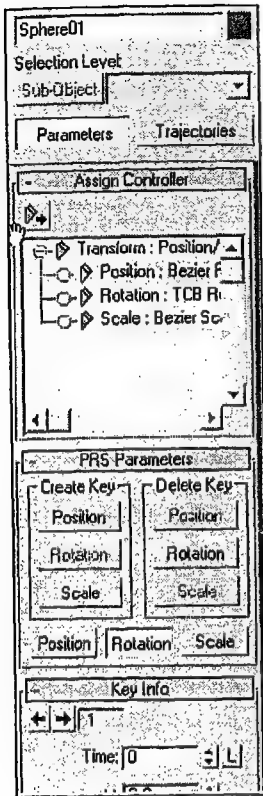 Sphere01
Selection Level:
Sub-Object
Parameters Trajectories
- Assign Controller
Transform : Position/
Position : Bezier P
Rotation : TCB R
Scale : Bezier Sc
- PRS Parameters
Create Key Delete Key
Position Position
Rotation Rotation
Scale Scale
Position Rotation Scale
- Key Info
1
Time: 0 L